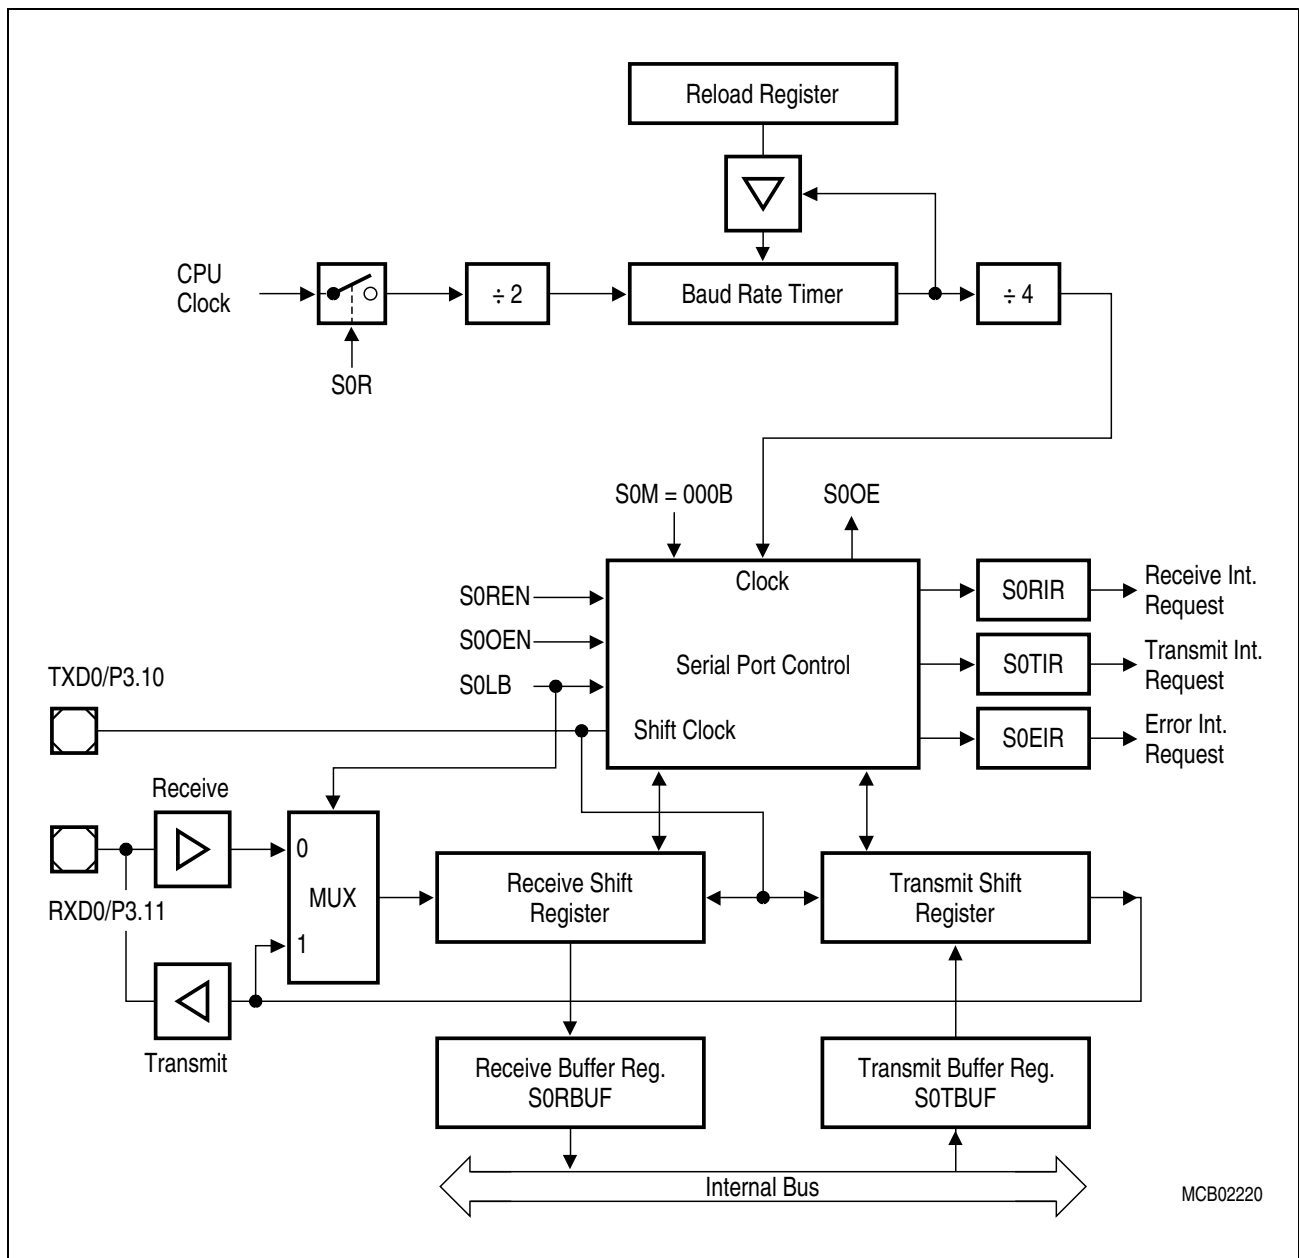 Reload Register
CPU
Clock
÷ 2
Baud Rate Timer
÷ 4
S0R
S0M = 000B
S0OE
Clock
S0REN
S0RIR
Receive Int.
Request
S0OEN
Serial Port Control
S0TIR
Transmit Int.
Request
TXD0/P3.10
S0LB
Shift Clock
S0EIR
Error Int.
Request
Receive
0
MUX
1
RXD0/P3.11
Receive Shift
Register
Transmit Shift
Register
Transmit
Receive Buffer Reg.
S0RBUF
Transmit Buffer Reg.
S0TBUF
Internal Bus
MCB02220